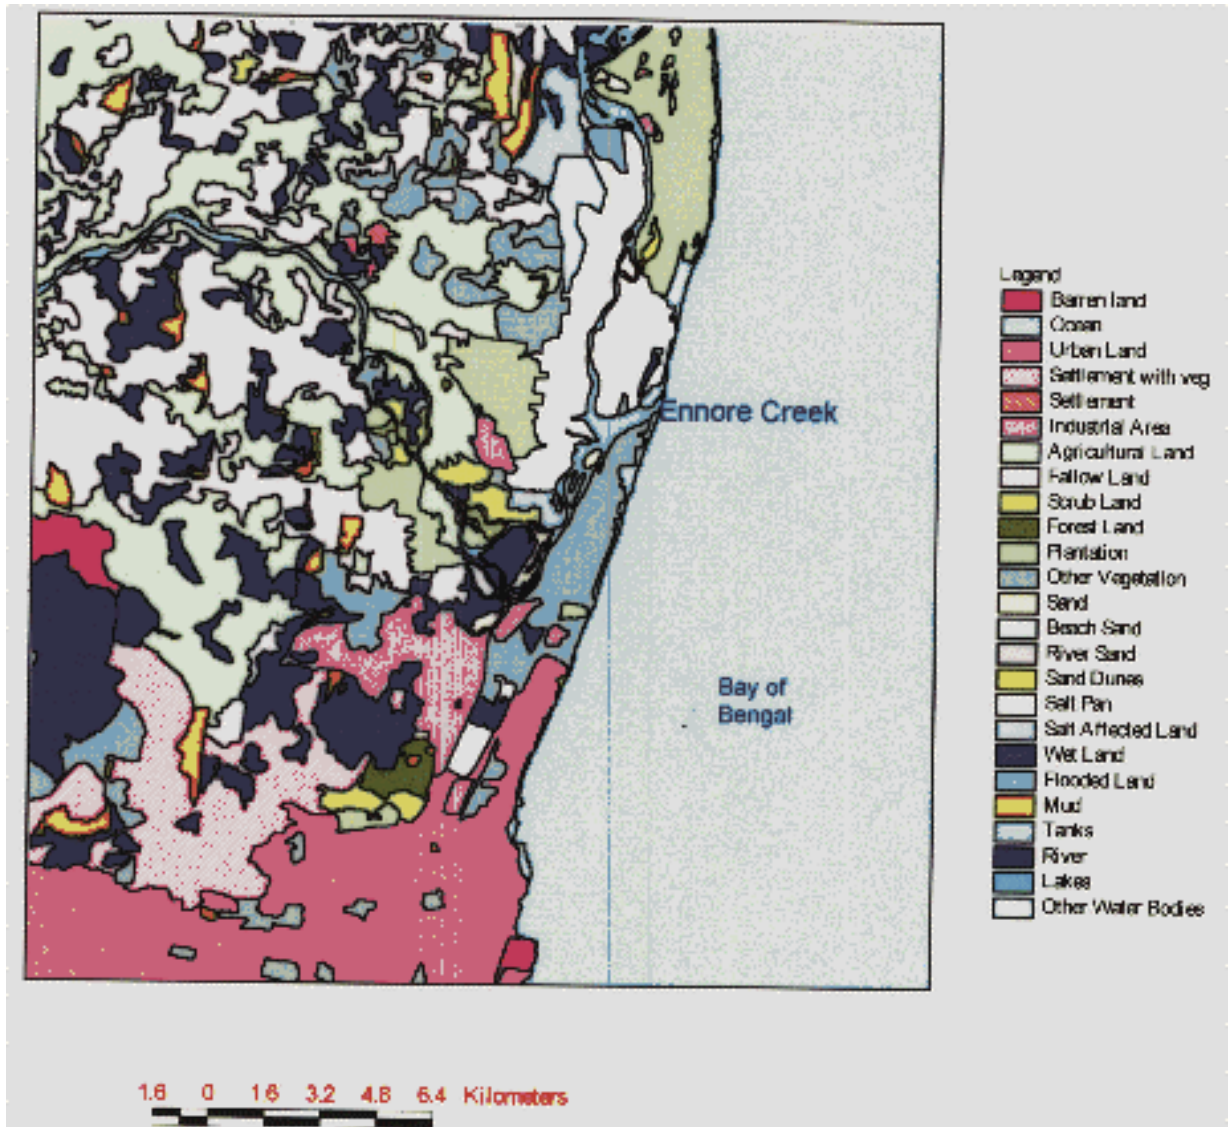 Legend
Barren land
Ocean
Urban Land
Settlement with veg
Settlement
Industrial Area
Agricultural Land
Fallow Land
Scrub Land
Forest Land
Plantation
Other Vegetation
Sand
Beach Sand
River Sand
Sand Dunes
Salt Pan
Salt Affected Land
Wet Land
Flooded Land
Mud
Tanks
River
Lakes
Other Water Bodies
Ennore Creek
Bay of
Bengal
1.6 0 1.6 3.2 4.8 6.4 Kilometers